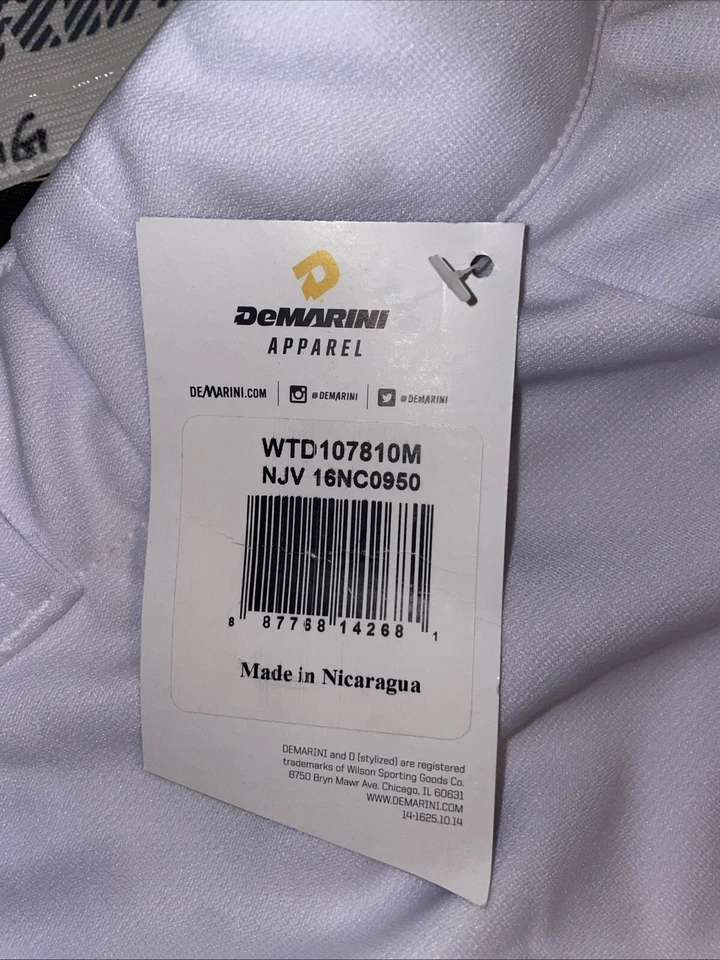 DeMARINI
APPAREL
DEMARINI.COM @DEMARINI @DEMARINI
WTD107810M
NJV 16NC0950
8 87768 14268 1
Made in Nicaragua
DEMARINI and D (stylized) are registered
trademarks of Wilson Sporting Goods Co.
8750 Bryn Mawr Ave. Chicago, IL 60631
WWW.DEMARINI.COM
14-1625.10.14